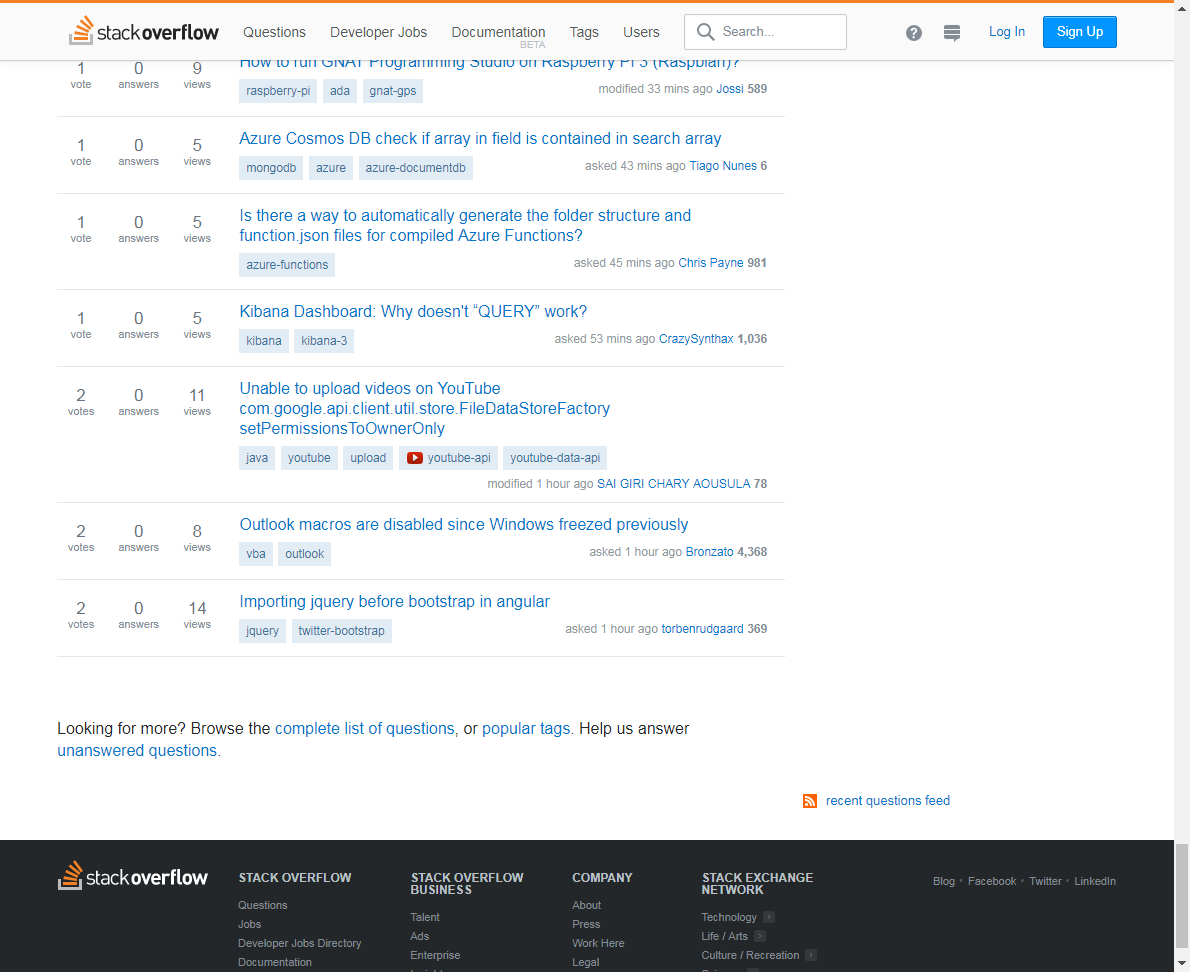 stackoverflow Questions Developer Jobs Documentation BETA Tags Users Search... ? Log In Sign Up
How to run GNAT Programming Studio on Raspberry Pi 3 (Raspbian)?
1 vote 0 answers 9 views
raspberry-pi ada gnat-gps modified 33 mins ago Jossi 589
Azure Cosmos DB check if array in field is contained in search array
1 vote 0 answers 5 views
mongodb azure azure-documentdb asked 43 mins ago Tiago Nunes 6
Is there a way to automatically generate the folder structure and
function.json files for compiled Azure Functions?
1 vote 0 answers 5 views
azure-functions asked 45 mins ago Chris Payne 981
Kibana Dashboard: Why doesn't “QUERY” work?
1 vote 0 answers 5 views
kibana kibana-3 asked 53 mins ago CrazySynthax 1,036
Unable to upload videos on YouTube
com.google.api.client.util.store.FileDataStoreFactory
setPermissionsToOwnerOnly
2 votes 0 answers 11 views
java youtube upload youtube-api youtube-data-api
modified 1 hour ago SAI GIRI CHARY AOUSULA 78
Outlook macros are disabled since Windows freezed previously
2 votes 0 answers 8 views
vba outlook asked 1 hour ago Bronzato 4,368
Importing jquery before bootstrap in angular
2 votes 0 answers 14 views
jquery twitter-bootstrap asked 1 hour ago torbenrudgaard 369
Looking for more? Browse the complete list of questions, or popular tags. Help us answer
unanswered questions.
recent questions feed
stackoverflow
STACK OVERFLOW
Questions
Jobs
Developer Jobs Directory
Documentation
STACK OVERFLOW
BUSINESS
Talent
Ads
Enterprise
COMPANY
About
Press
Work Here
Legal
STACK EXCHANGE
NETWORK
Technology
Life / Arts
Culture / Recreation
Blog • Facebook • Twitter • LinkedIn